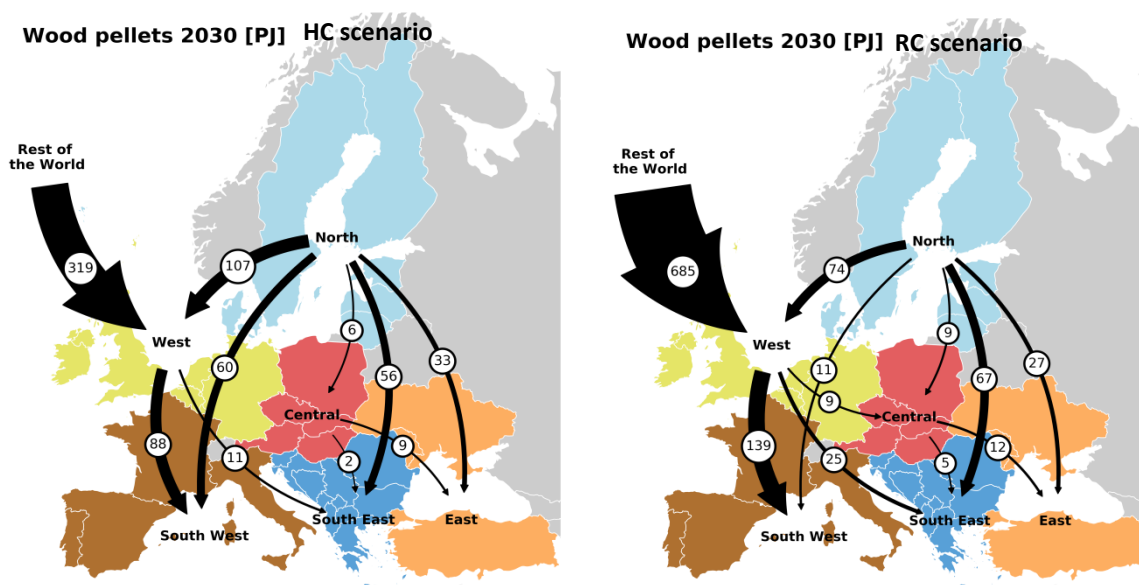 Wood pellets 2030 [PJ] HC scenario
Rest of
the World
319
North
107
West
6
60
33
56
Central
88
11
2
9
South East
East
South West
Wood pellets 2030 [PJ] RC scenario
Rest of
the World
685
North
74
West
9
11
27
67
9
Central
139
25
5
12
South East
East
South West